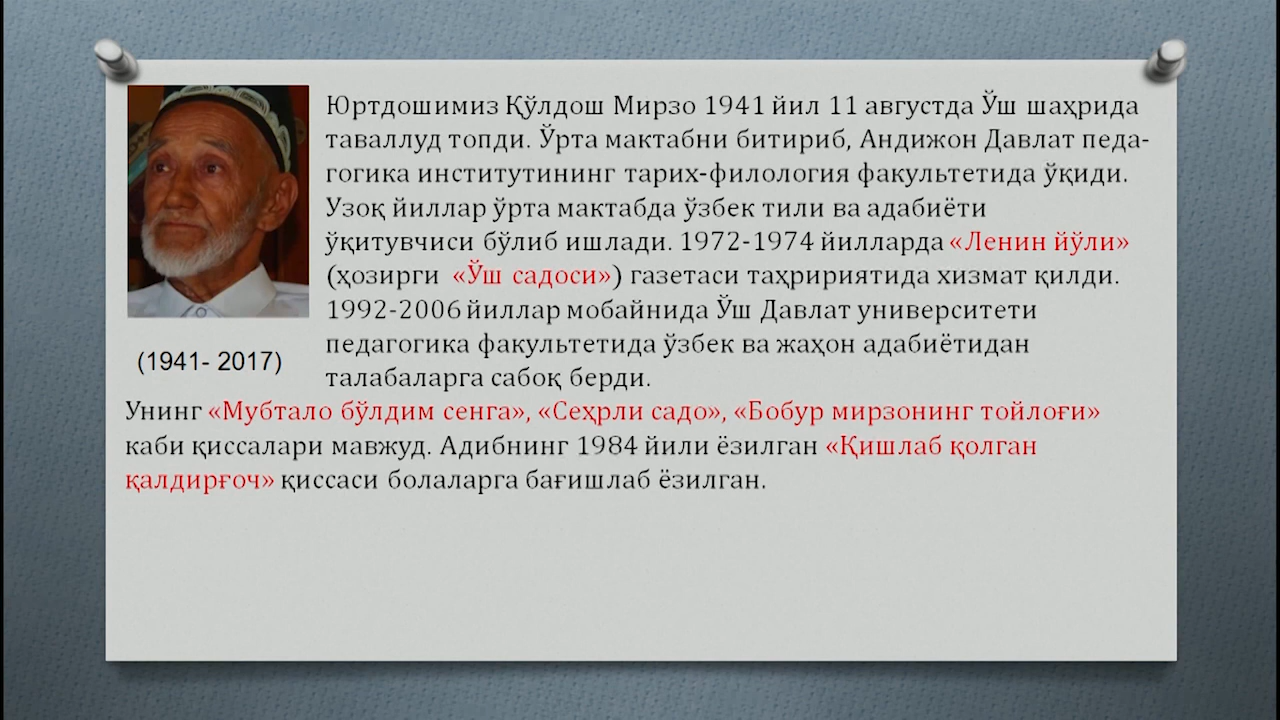 Юртдошимиз Қўлдош Мирзо 1941 йил 11 августда Ўш шаҳрида
таваллуд топди. Ўрта мактабни битириб, Андижон Давлат педа-
гогика институтининг тарих-филология факультетида ўқиди.
Узоқ йиллар ўрта мактабда ўзбек тили ва адабиёти
ўқитувчиси бўлиб ишлади. 1972-1974 йилларда «Ленин йўли»
(ҳозирги «Ўш садоси») газетаси таҳририятида хизмат қилди.
1992-2006 йиллар мобайнида Ўш Давлат университети
педагогика факультетида ўзбек ва жаҳон адабиётидан
талабаларга сабоқ берди.
(1941- 2017)
Унинг «Мубтало бўлдим сенга», «Сеҳрли садо», «Бобур мирзонинг тойлоғи»
каби қиссалари мавжуд. Адибнинг 1984 йили ёзилган «Қишлаб қолган
қалдирғоч» қиссаси болаларга бағишлаб ёзилган.